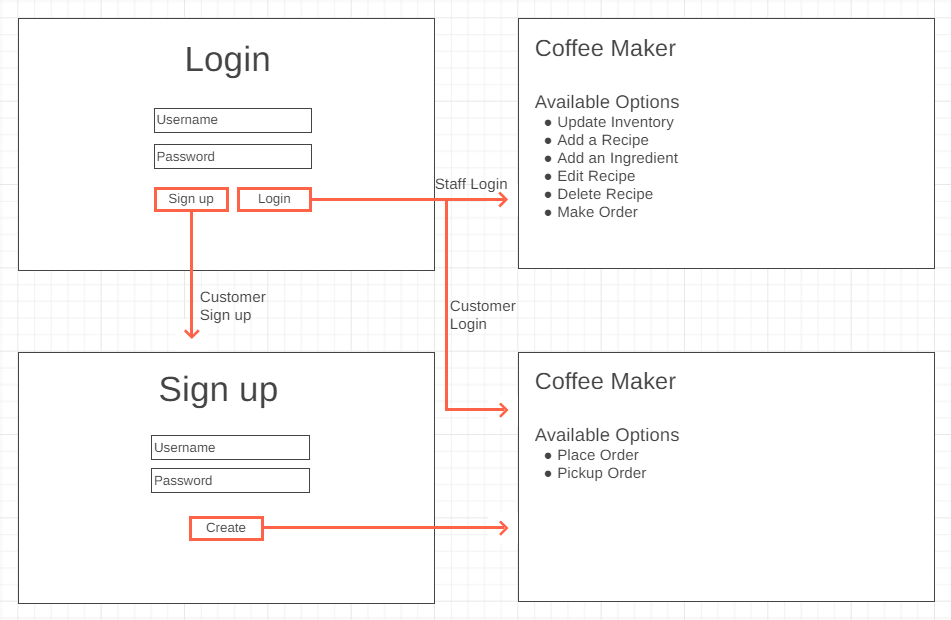 Login
Username
Password
Sign up
Login
Staff Login
Customer
Sign up
Customer
Login
Coffee Maker
Available Options
● Update Inventory
● Add a Recipe
● Add an Ingredient
● Edit Recipe
● Delete Recipe
● Make Order
Sign up
Username
Password
Create
Coffee Maker
Available Options
● Place Order
● Pickup Order